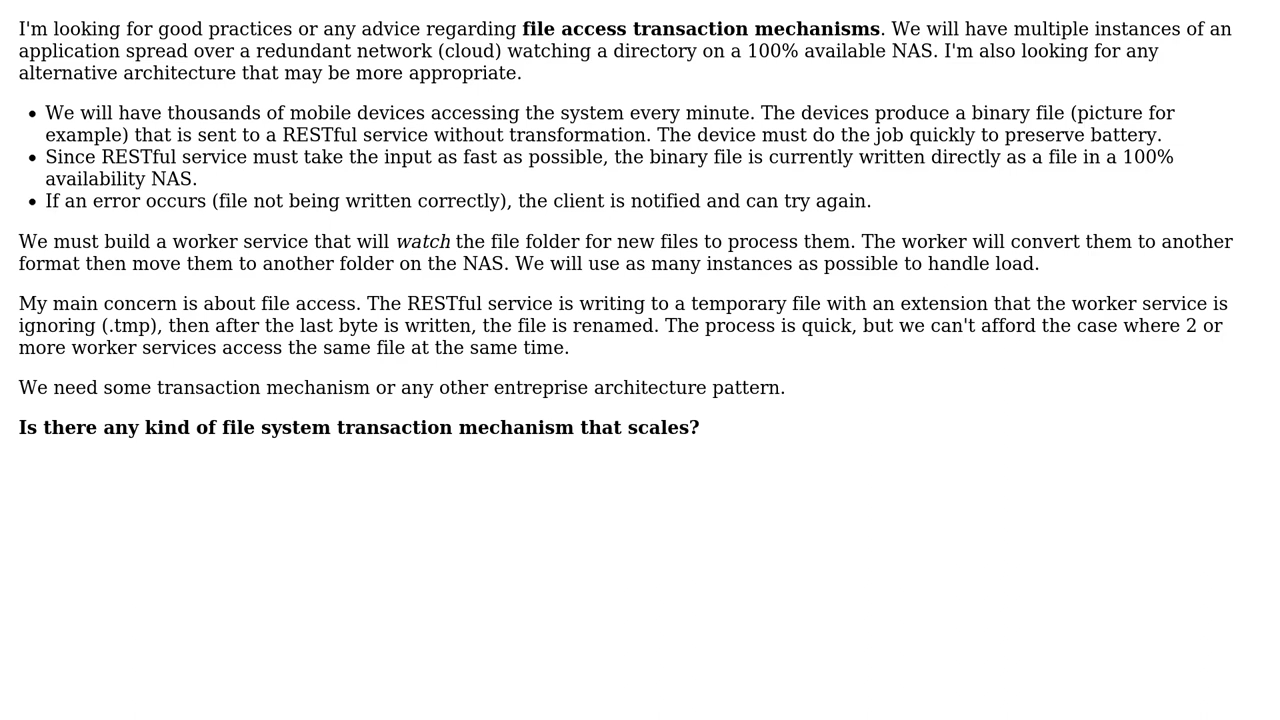 I'm looking for good practices or any advice regarding file access transaction mechanisms. We will have multiple instances of an
application spread over a redundant network (cloud) watching a directory on a 100% available NAS. I'm also looking for any
alternative architecture that may be more appropriate.
• We will have thousands of mobile devices accessing the system every minute. The devices produce a binary file (picture for
example) that is sent to a RESTful service without transformation. The device must do the job quickly to preserve battery.
• Since RESTful service must take the input as fast as possible, the binary file is currently written directly as a file in a 100%
availability NAS.
• If an error occurs (file not being written correctly), the client is notified and can try again.
We must build a worker service that will watch the file folder for new files to process them. The worker will convert them to another
format then move them to another folder on the NAS. We will use as many instances as possible to handle load.
My main concern is about file access. The RESTful service is writing to a temporary file with an extension that the worker service is
ignoring (.tmp), then after the last byte is written, the file is renamed. The process is quick, but we can't afford the case where 2 or
more worker services access the same file at the same time.
We need some transaction mechanism or any other entreprise architecture pattern.
Is there any kind of file system transaction mechanism that scales?